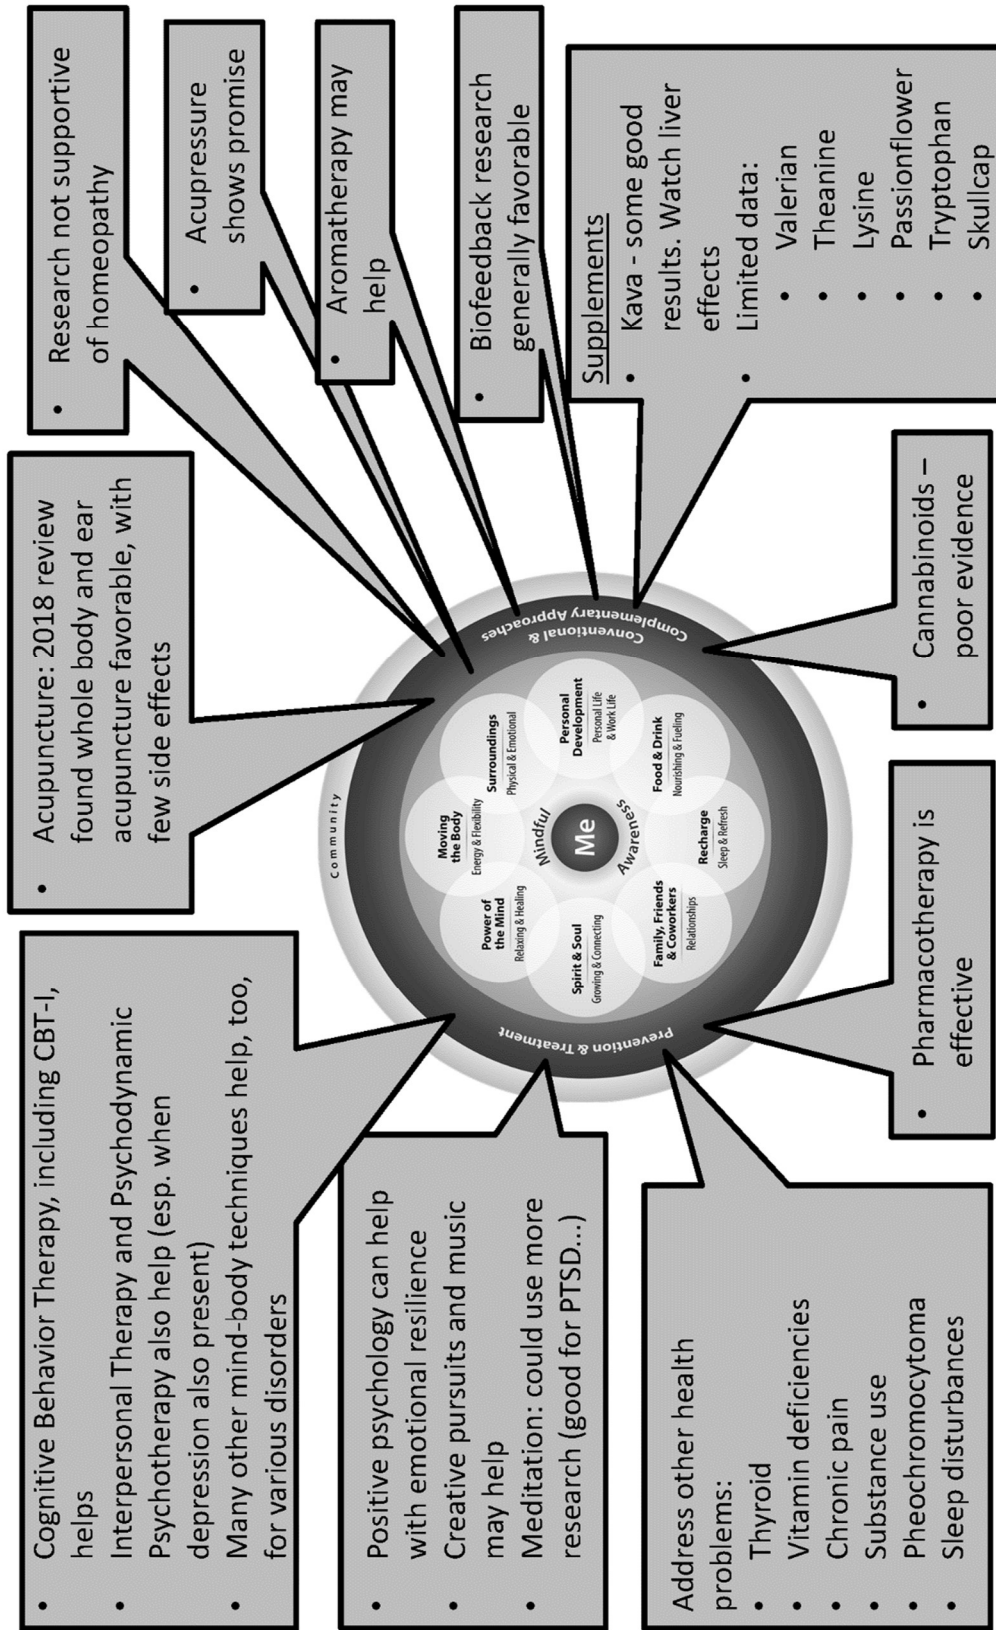 • Cognitive Behavior Therapy, including CBT-I,
helps
• Interpersonal Therapy and Psychodynamic
Psychotherapy also help (esp. when
depression also present)
• Many other mind-body techniques help, too,
for various disorders
• Positive psychology can help
with emotional resilience
• Creative pursuits and music
may help
• Meditation: could use more
research (good for PTSD...)
Address other health
problems:
• Thyroid
• Vitamin deficiencies
• Chronic pain
• Substance use
• Pheochromocytoma
• Sleep disturbances
• Pharmacotherapy is
effective
• Acupuncture: 2018 review
found whole body and ear
acupuncture favorable, with
few side effects
Community
Prevention & Treatment
Conventional &
Complementary Approaches
Moving
the Body
Energy & Flexibility
Surroundings
Physical & Emotional
Personal
Development
Personal Life
& Work Life
Food & Drink
Nourishing & Fueling
Recharge
Sleep & Refresh
Family, Friends
& Coworkers
Relationships
Spirit & Soul
Growing & Connecting
Power of
the Mind
Relaxing & Healing
Mindful
Awareness
Me
• Cannabinoids –
poor evidence
• Research not supportive
of homeopathy
• Acupressure
shows promise
• Aromatherapy may
help
• Biofeedback research
generally favorable
Supplements
• Kava - some good
results. Watch liver
effects
• Limited data:
• Valerian
• Theanine
• Lysine
• Passionflower
• Tryptophan
• Skullcap